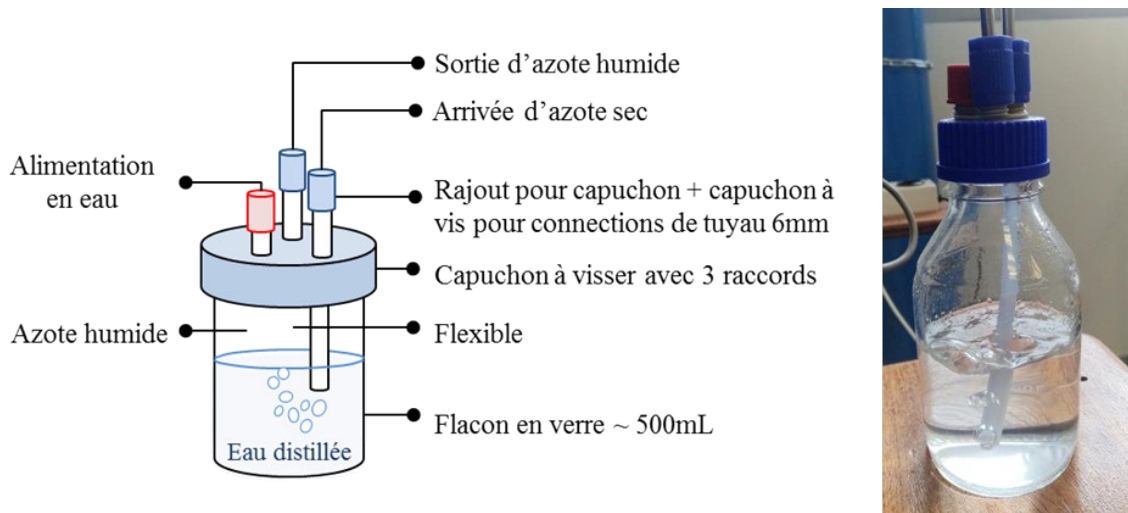 Sortie d’azote humide
Arrivée d’azote sec
Alimentation
en eau
Rajout pour capuchon + capuchon à
vis pour connections de tuyau 6mm
Capuchon à visser avec 3 raccords
Azote humide
Flexible
Flacon en verre ~ 500mL
Eau distillée